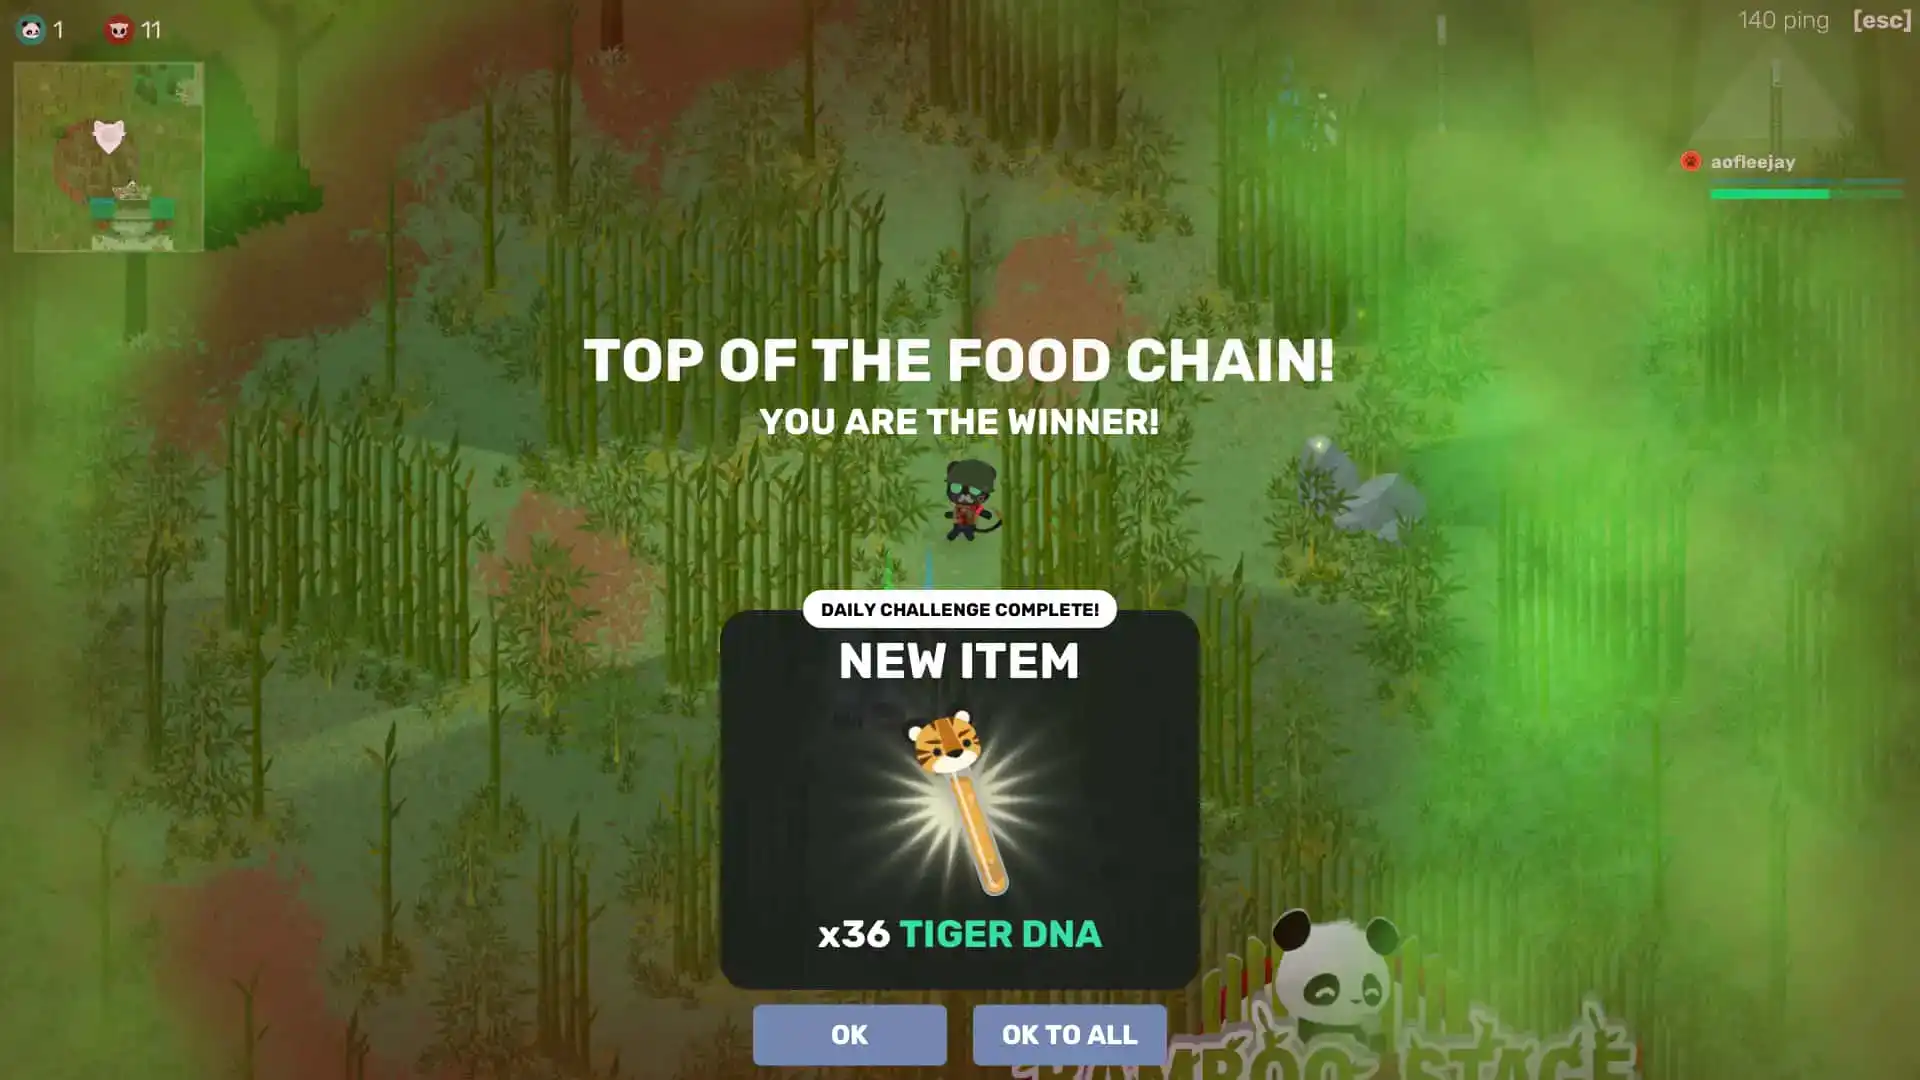 1
11
140 ping [esc]
aofleejay
TOP OF THE FOOD CHAIN!
YOU ARE THE WINNER!
DAILY CHALLENGE COMPLETE!
NEW ITEM
x36 TIGER DNA
OK
OK TO ALL
STAGE